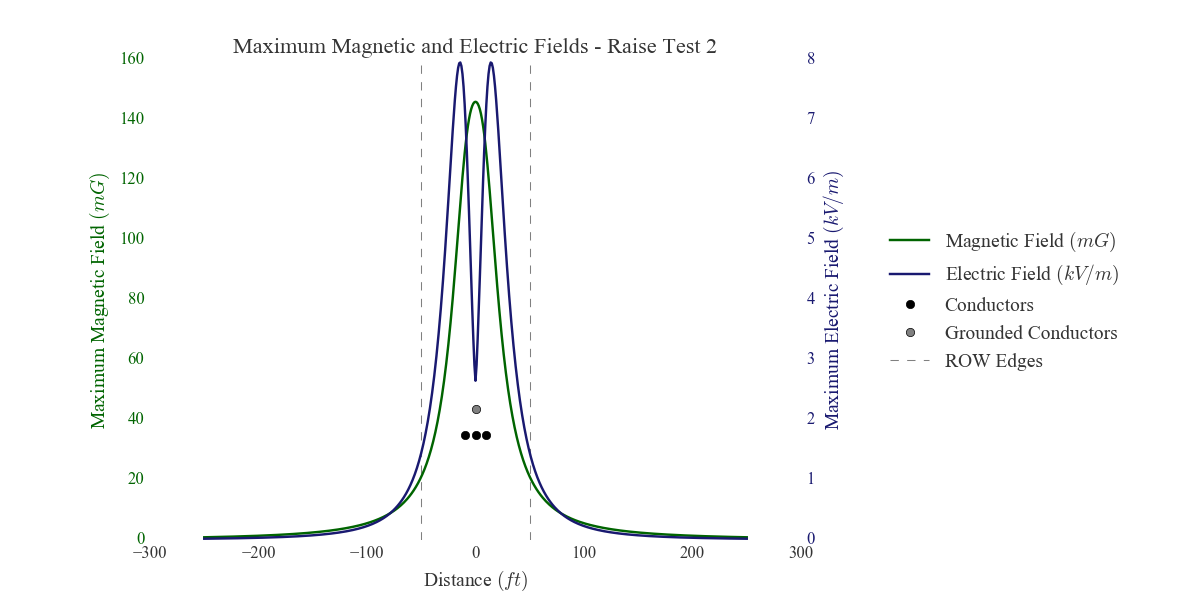 Maximum Magnetic and Electric Fields - Raise Test 2
Maximum Magnetic Field (mG)
160
140
120
100
80
60
40
20
0
−300
−200
−100
0
100
200
300
Distance (ft)
8
7
6
5
4
3
2
1
0
Maximum Electric Field (kV/m)
Magnetic Field (mG)
Electric Field (kV/m)
Conductors
Grounded Conductors
ROW Edges